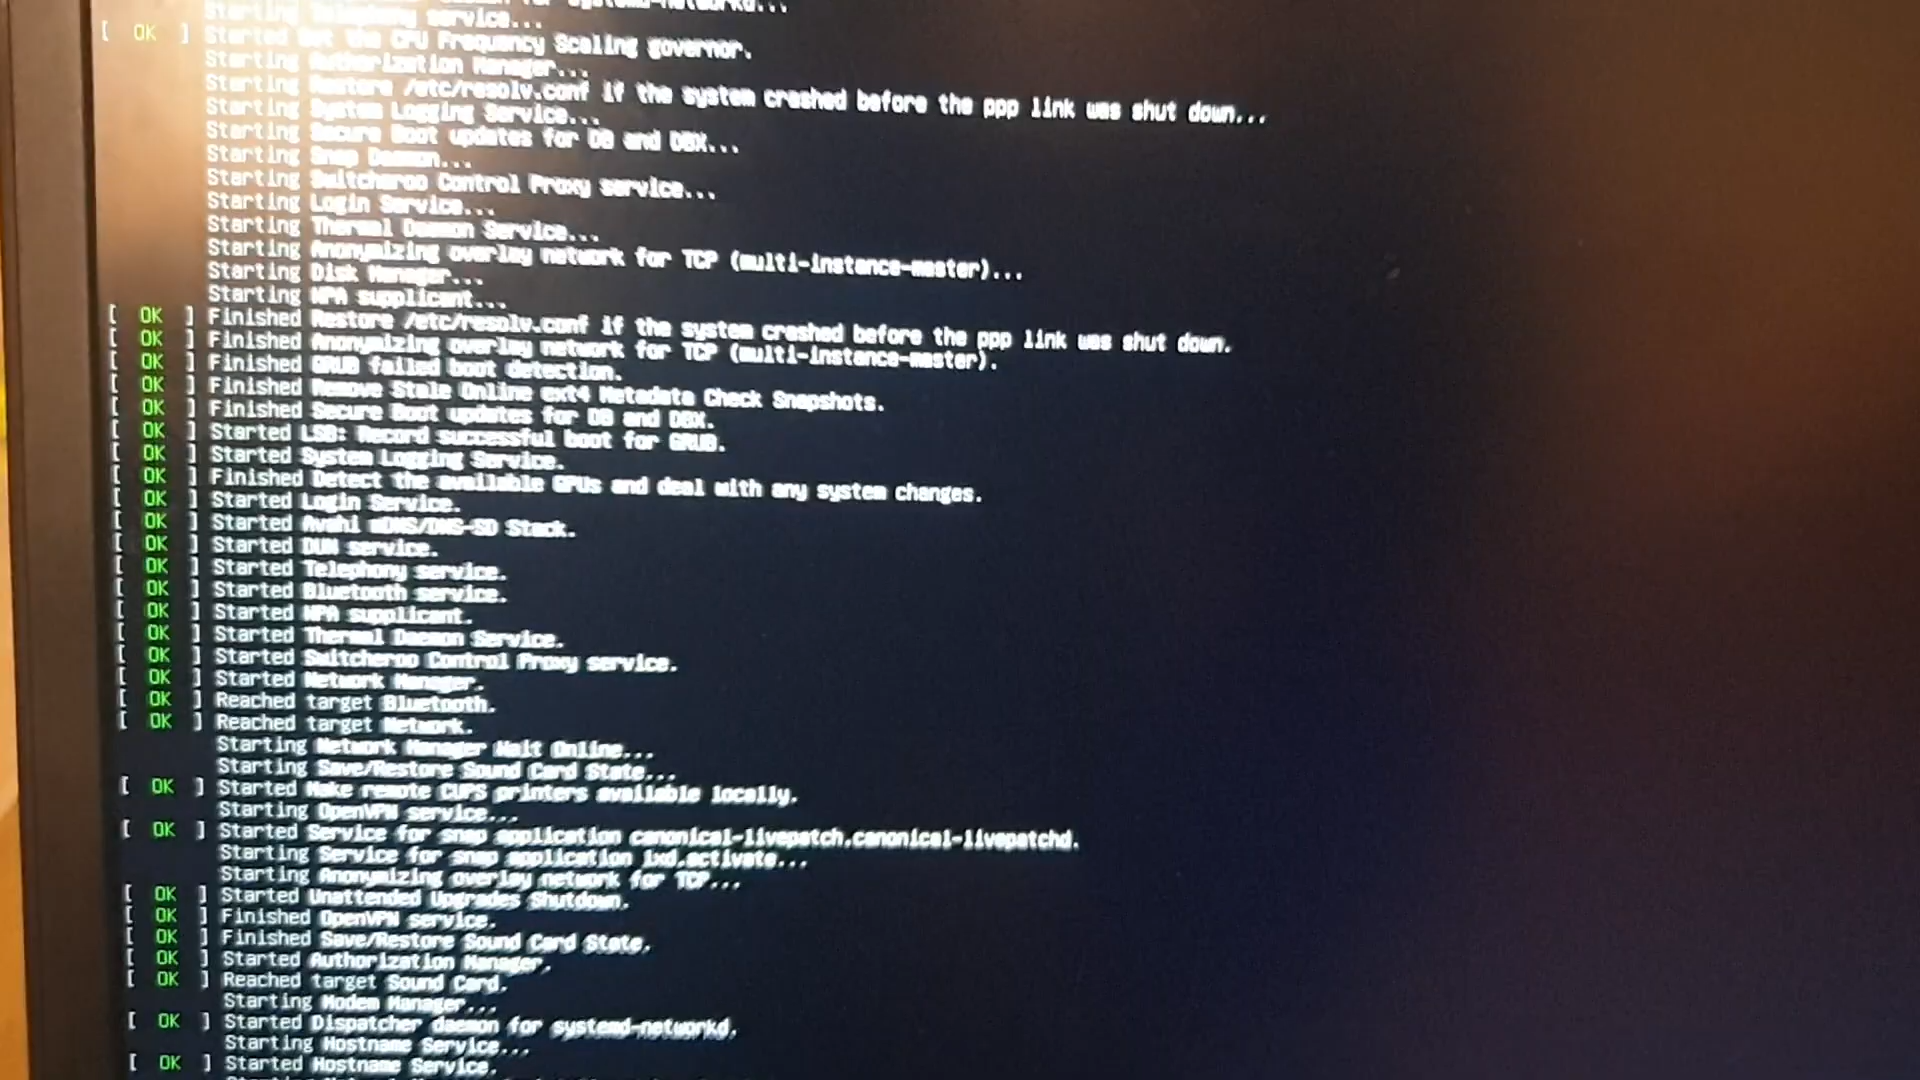 Starting Telephony service...
[ OK ] Started Set the CPU Frequency Scaling governor.
Starting Authorization Manager...
Starting Restore /etc/resolv.conf if the system crashed before the ppp link was shut down...
Starting System Logging Service...
Starting Secure Boot updates for DB and DBX...
Starting Snap Daemon...
Starting Switcheroo Control Proxy service...
Starting Login Service...
Starting Thermal Daemon Service...
Starting Anonymizing overlay network for TCP (multi-instance-master)...
Starting Disk Manager...
Starting WPA supplicant...
[ OK ] Finished Restore /etc/resolv.conf if the system crashed before the ppp link was shut down.
[ OK ] Finished Anonymizing overlay network for TCP (multi-instance-master).
[ OK ] Finished GRUB failed boot detection.
[ OK ] Finished Remove Stale Online ext4 Metadata Check Snapshots.
[ OK ] Finished Secure Boot updates for DB and DBX.
[ OK ] Started LSB: Record successful boot for GRUB.
[ OK ] Started System Logging Service.
[ OK ] Finished Detect the available GPUs and deal with any system changes.
[ OK ] Started Login Service.
[ OK ] Started Avahi mDNS/DNS-SD Stack.
[ OK ] Started DUN service.
[ OK ] Started Telephony service.
[ OK ] Started Bluetooth service.
[ OK ] Started WPA supplicant.
[ OK ] Started Thermal Daemon Service.
[ OK ] Started Switcheroo Control Proxy service.
[ OK ] Started Network Manager.
[ OK ] Reached target Bluetooth.
[ OK ] Reached target Network.
Starting Network Manager Wait Online...
Starting Save/Restore Sound Card State...
[ OK ] Started Make remote CUPS printers available locally.
Starting OpenVPN service...
[ OK ] Started Service for snap application canonical-livepatch.canonical-livepatchd.
Starting Service for snap application lxd.activate...
Starting Anonymizing overlay network for TCP...
[ OK ] Started Unattended Upgrades Shutdown.
[ OK ] Finished OpenVPN service.
[ OK ] Finished Save/Restore Sound Card State.
[ OK ] Started Authorization Manager.
[ OK ] Reached target Sound Card.
Starting Modem Manager...
[ OK ] Started Dispatcher daemon for systemd-networkd.
Starting Hostname Service...
[ OK ] Started Hostname Service.